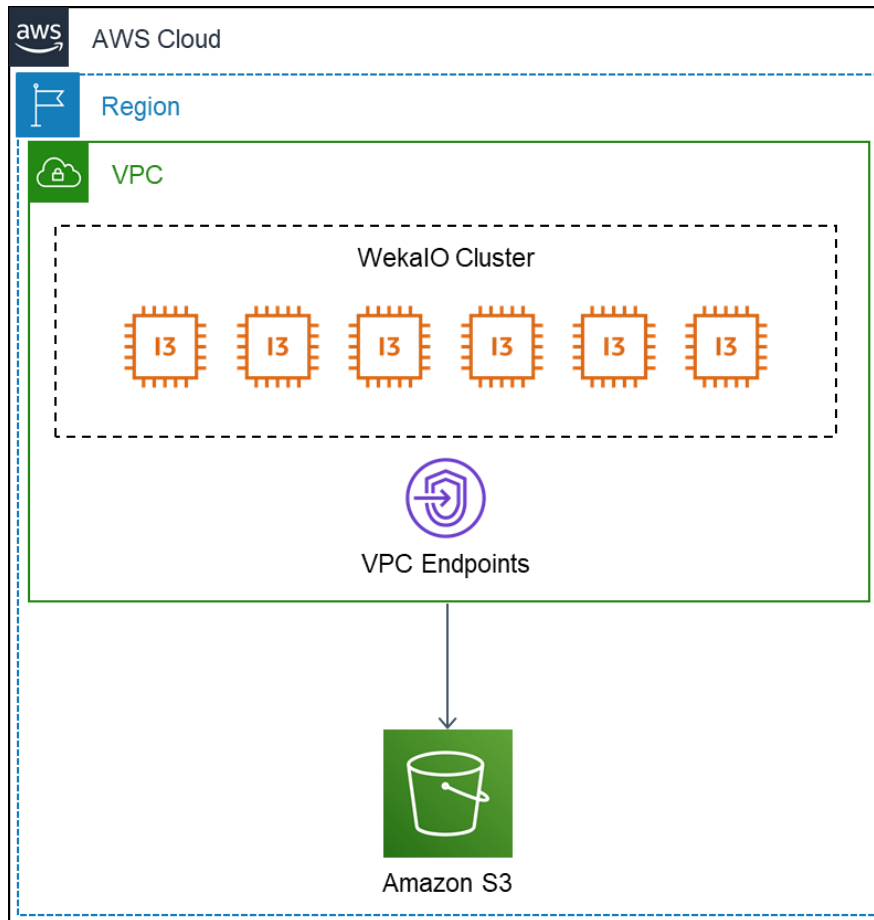 aws
AWS Cloud
Region
VPC
WekaIO Cluster
I3 I3 I3 I3 I3 I3
VPC Endpoints
Amazon S3